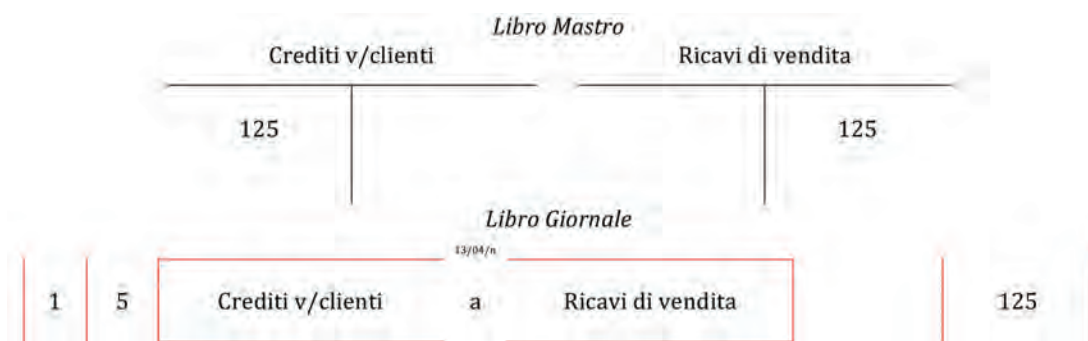 Libro Mastro
Crediti v/clienti Ricavi di vendita
125 125
Libro Giornale
13/04/n
1 5 Crediti v/clienti a Ricavi di vendita 125